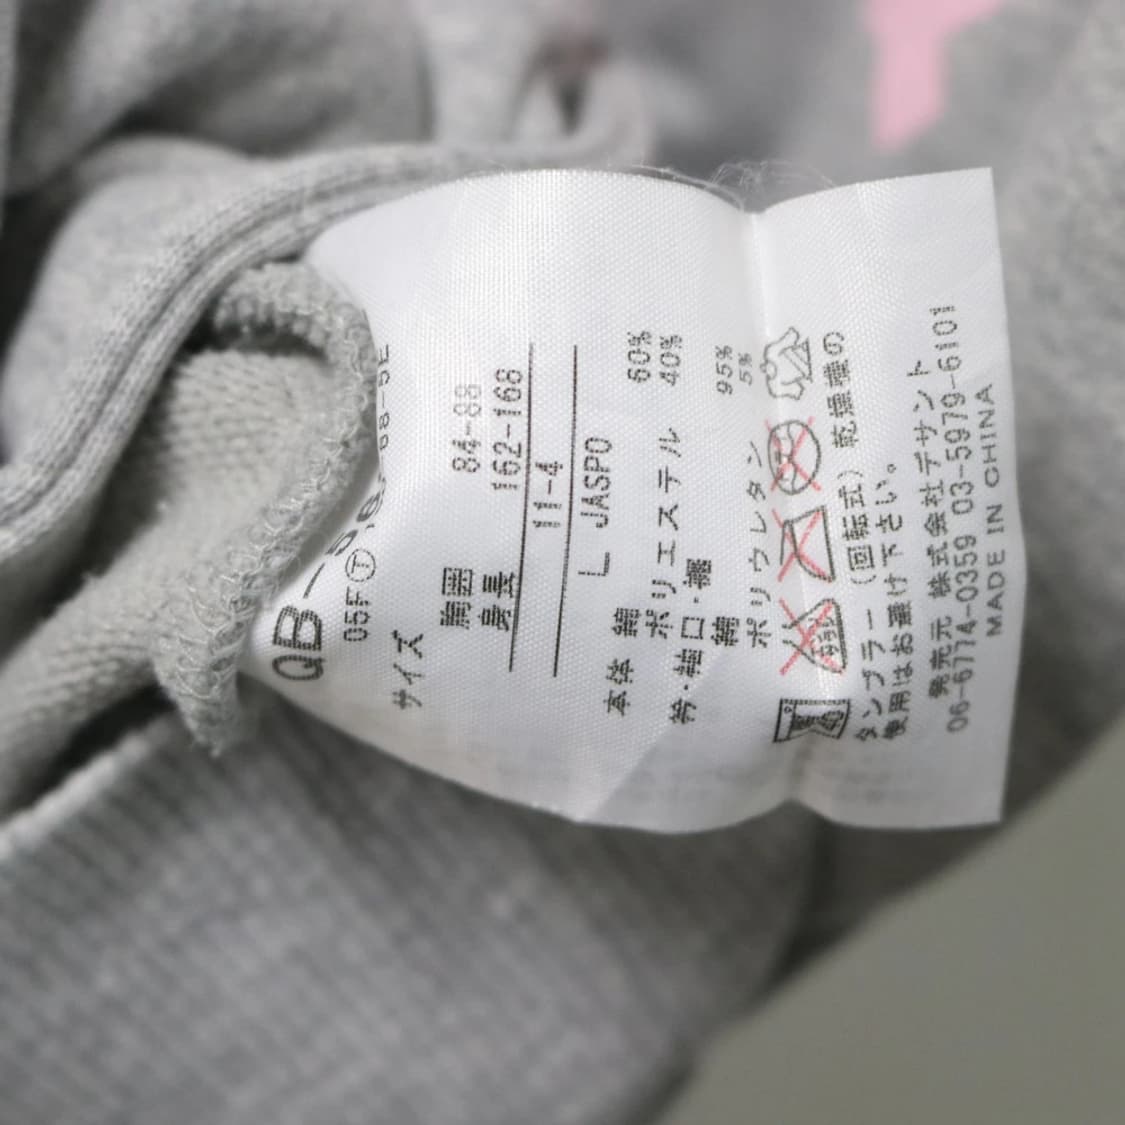 QB-
05F Ⓣ
サイズ
胸囲 84-88
身長 162-168
11-4
L JASPO
本体 綿 60%
ポリエステル 40%
衿・袖口・裾
綿 95%
ポリウレタン 5%
タンブラー(回転式)乾燥機の
使用はお避け下さい。
発売元 株式会社デサント
06-6774-0359 03-5979-6101
MADE IN CHINA